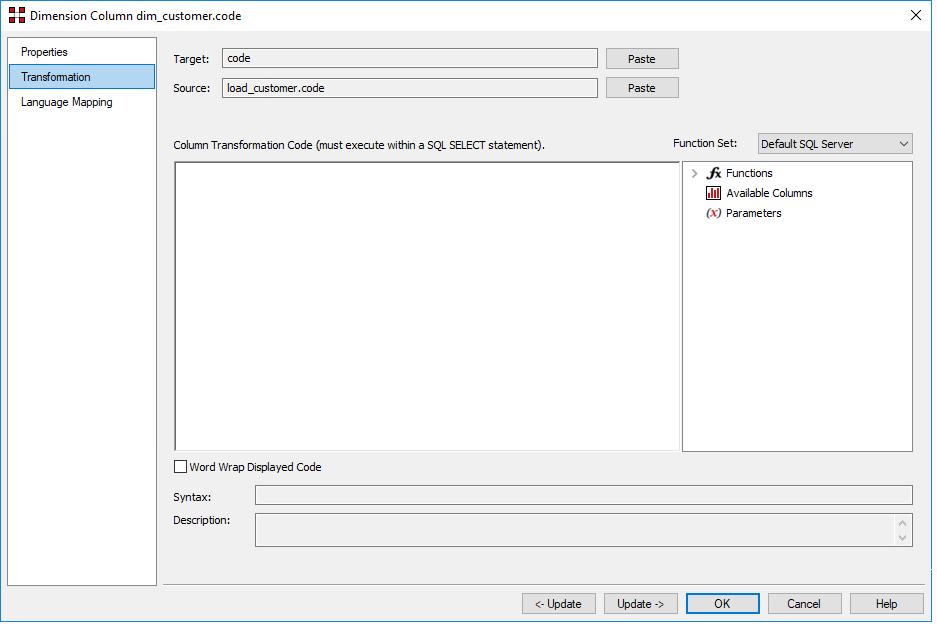 Dimension Column dim_customer.code
Properties
Transformation
Language Mapping
Target:
code
Paste
Source:
load_customer.code
Paste
Column Transformation Code (must execute within a SQL SELECT statement).
Function Set:
Default SQL Server
fx Functions
Available Columns
(x) Parameters
Word Wrap Displayed Code
Syntax:
Description:
<- Update
Update ->
OK
Cancel
Help